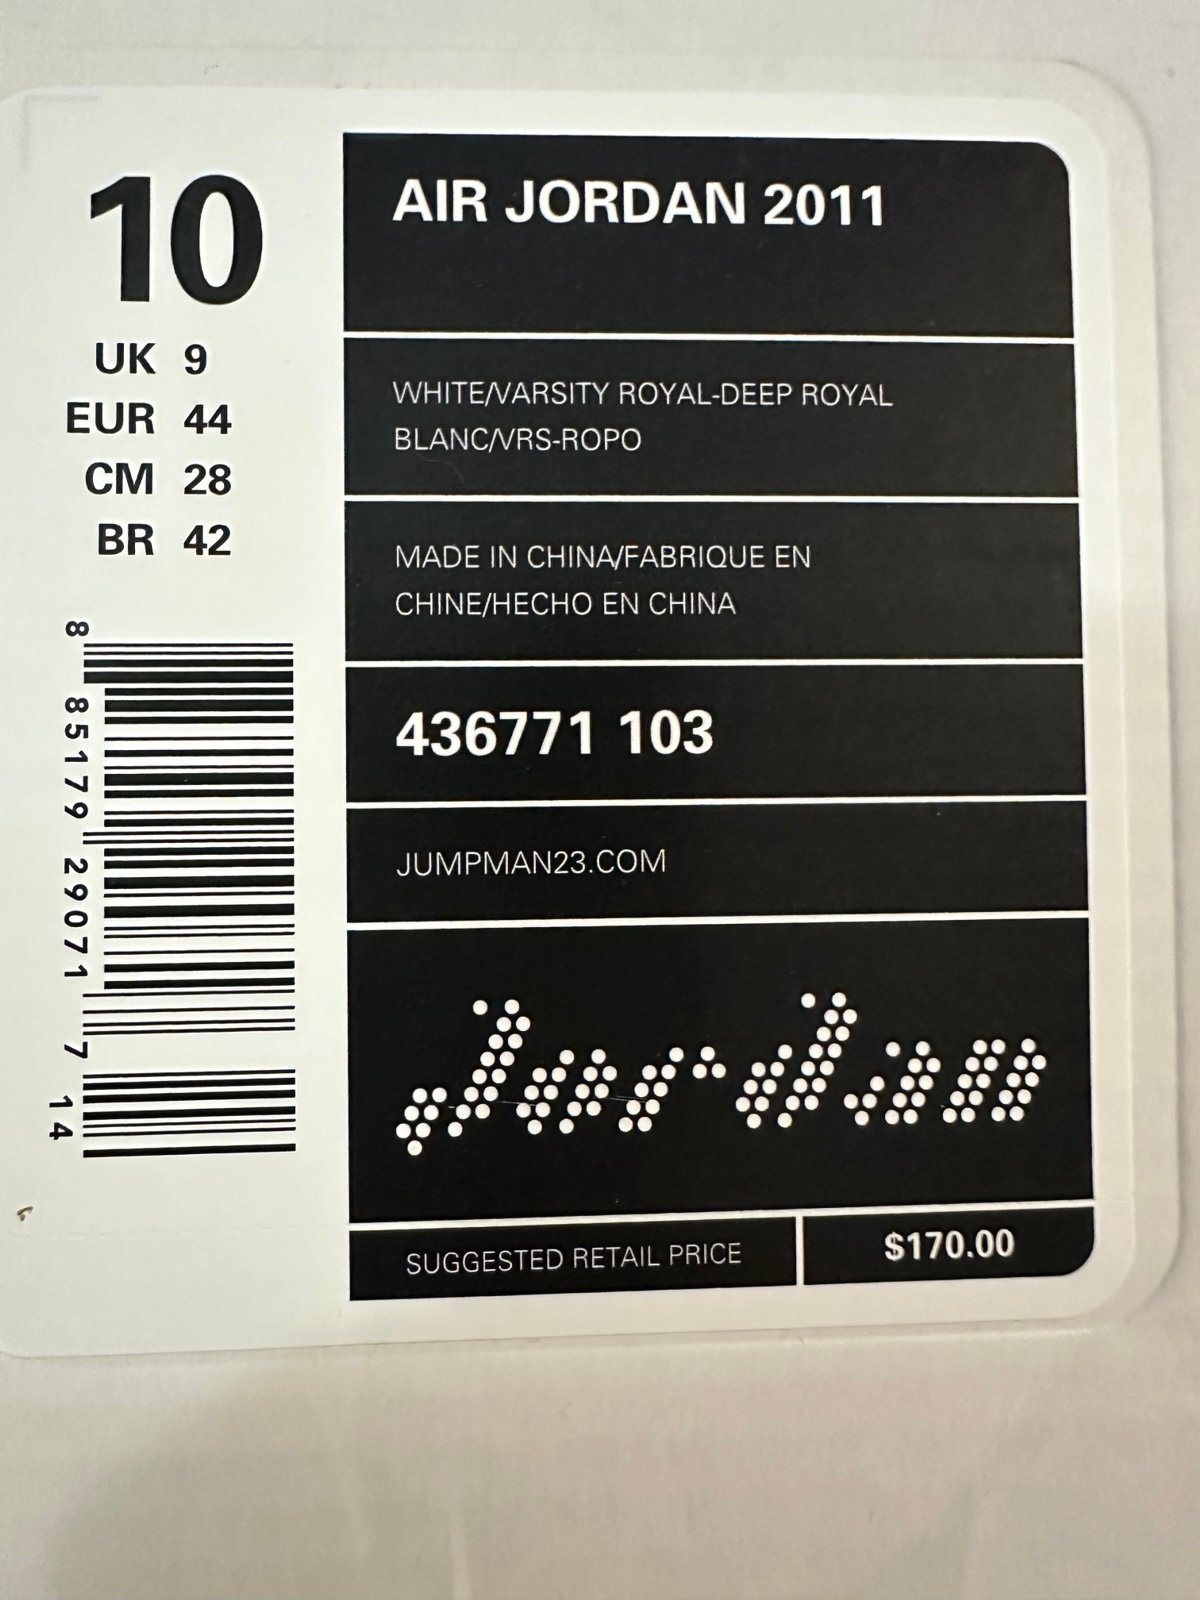 10
UK 9
EUR 44
CM 28
BR 42
8 85179 29071 7 14
AIR JORDAN 2011
WHITE/VARSITY ROYAL-DEEP ROYAL
BLANC/VRS-ROPO
MADE IN CHINA/FABRIQUE EN
CHINE/HECHO EN CHINA
436771 103
JUMPMAN23.COM
Jordan
SUGGESTED RETAIL PRICE $170.00